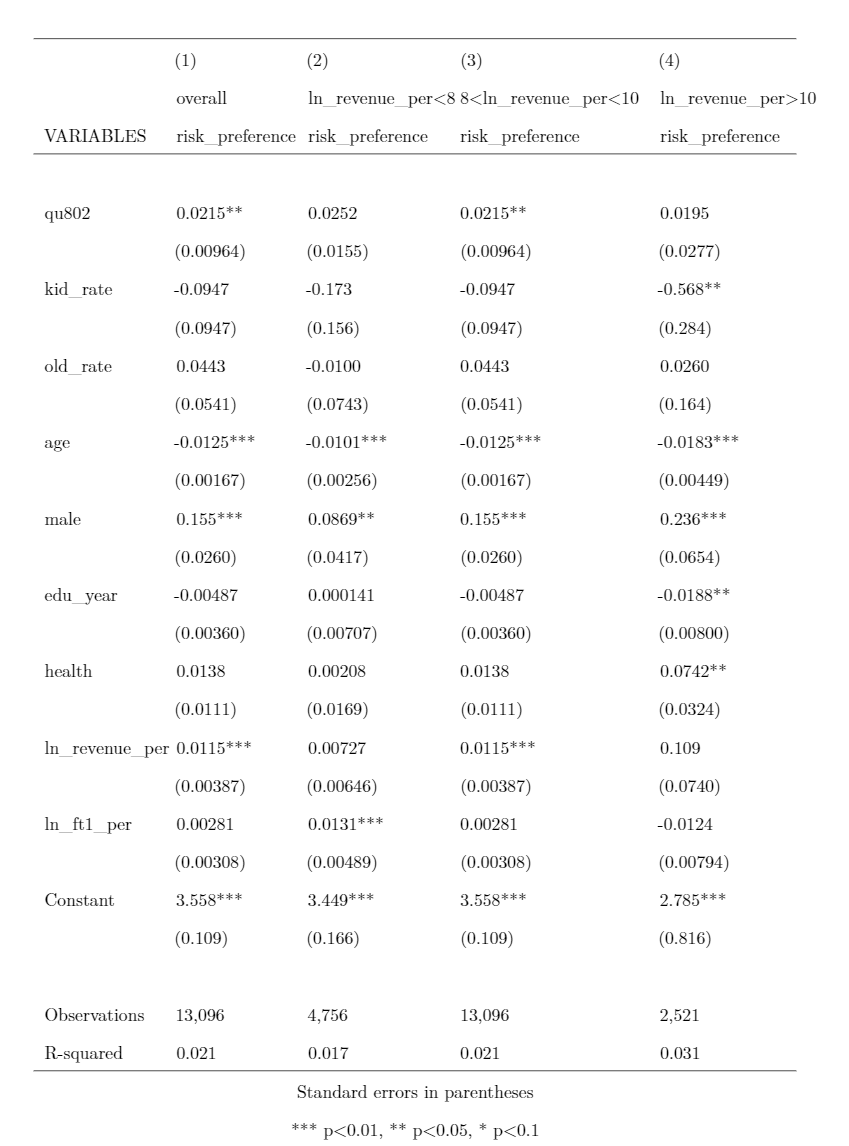 (1) (2) (3) (4)
overall ln_revenue_per<8 8<ln_revenue_per<10 ln_revenue_per>10
VARIABLES risk_preference risk_preference risk_preference risk_preference
qu802 0.0215** 0.0252 0.0215** 0.0195
(0.00964) (0.0155) (0.00964) (0.0277)
kid_rate -0.0947 -0.173 -0.0947 -0.568**
(0.0947) (0.156) (0.0947) (0.284)
old_rate 0.0443 -0.0100 0.0443 0.0260
(0.0541) (0.0743) (0.0541) (0.164)
age -0.0125*** -0.0101*** -0.0125*** -0.0183***
(0.00167) (0.00256) (0.00167) (0.00449)
male 0.155*** 0.0869** 0.155*** 0.236***
(0.0260) (0.0417) (0.0260) (0.0654)
edu_year -0.00487 0.000141 -0.00487 -0.0188**
(0.00360) (0.00707) (0.00360) (0.00800)
health 0.0138 0.00208 0.0138 0.0742**
(0.0111) (0.0169) (0.0111) (0.0324)
ln_revenue_per 0.0115*** 0.00727 0.0115*** 0.109
(0.00387) (0.00646) (0.00387) (0.0740)
ln_ft1_per 0.00281 0.0131*** 0.00281 -0.0124
(0.00308) (0.00489) (0.00308) (0.00794)
Constant 3.558*** 3.449*** 3.558*** 2.785***
(0.109) (0.166) (0.109) (0.816)
Observations 13,096 4,756 13,096 2,521
R-squared 0.021 0.017 0.021 0.031
Standard errors in parentheses
*** p<0.01, ** p<0.05, * p<0.1